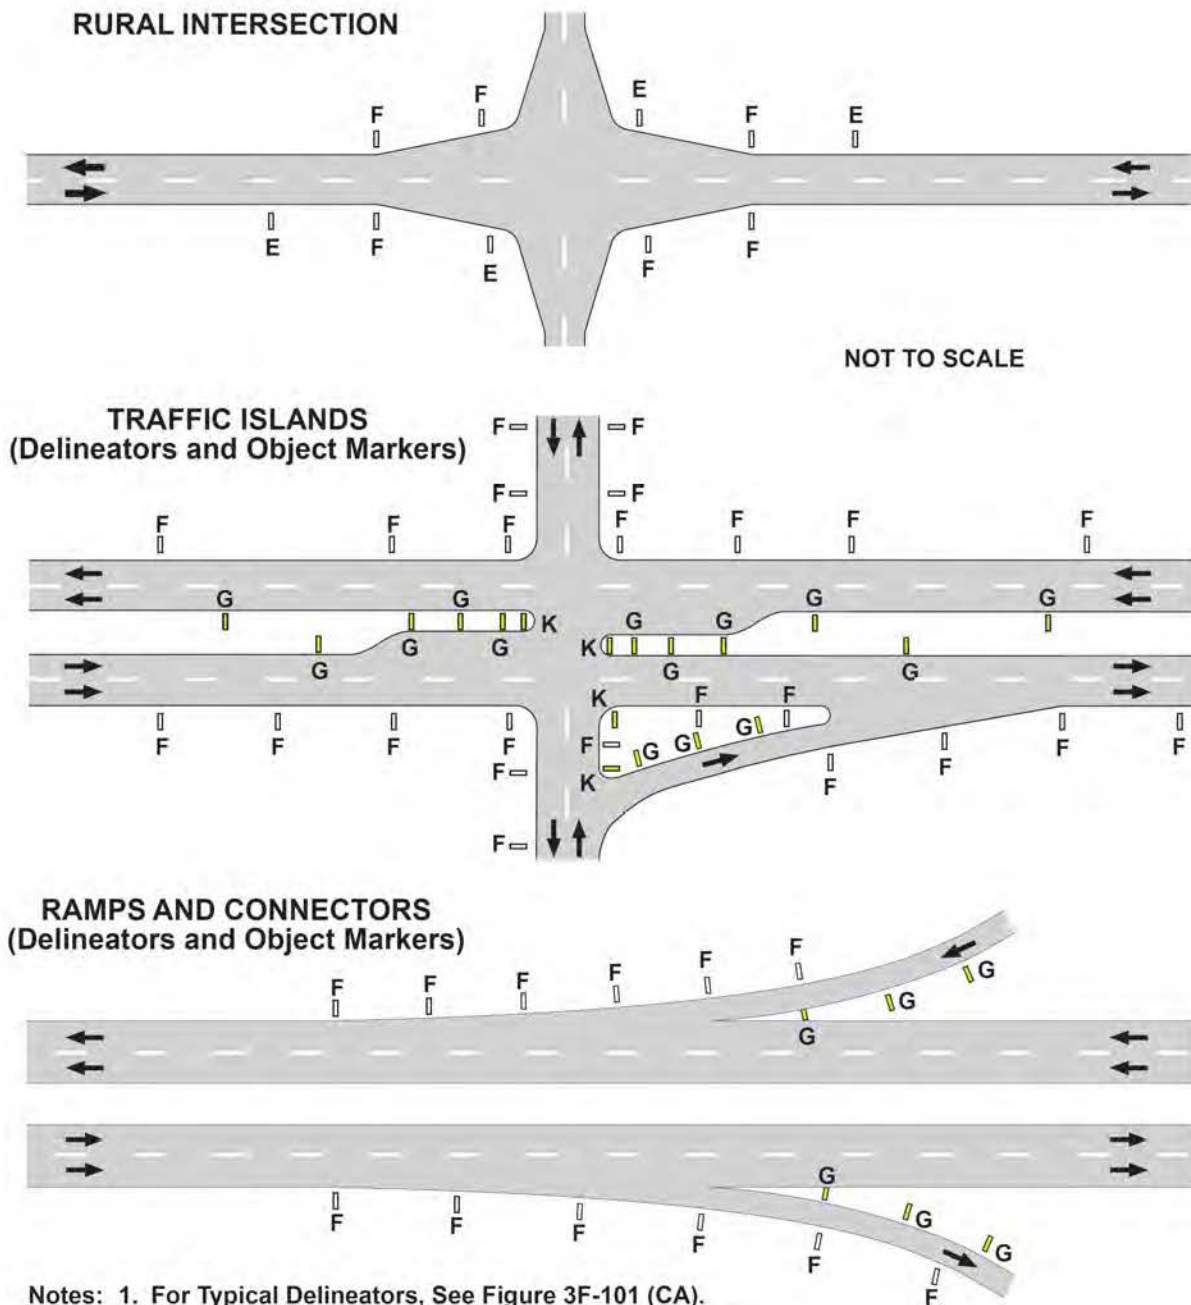 RURAL INTERSECTION
F F E F E
E F E F F
NOT TO SCALE
TRAFFIC ISLANDS
(Delineators and Object Markers)
F F
F F
F F F F F F F
G G K G G G G
G G G K G G
K F F
F F F F F G G G F F F
F K F
F
RAMPS AND CONNECTORS
(Delineators and Object Markers)
F F F F F F
G G G
G G G
F F F F F F
Notes: 1. For Typical Delineators, See Figure 3F-101 (CA).